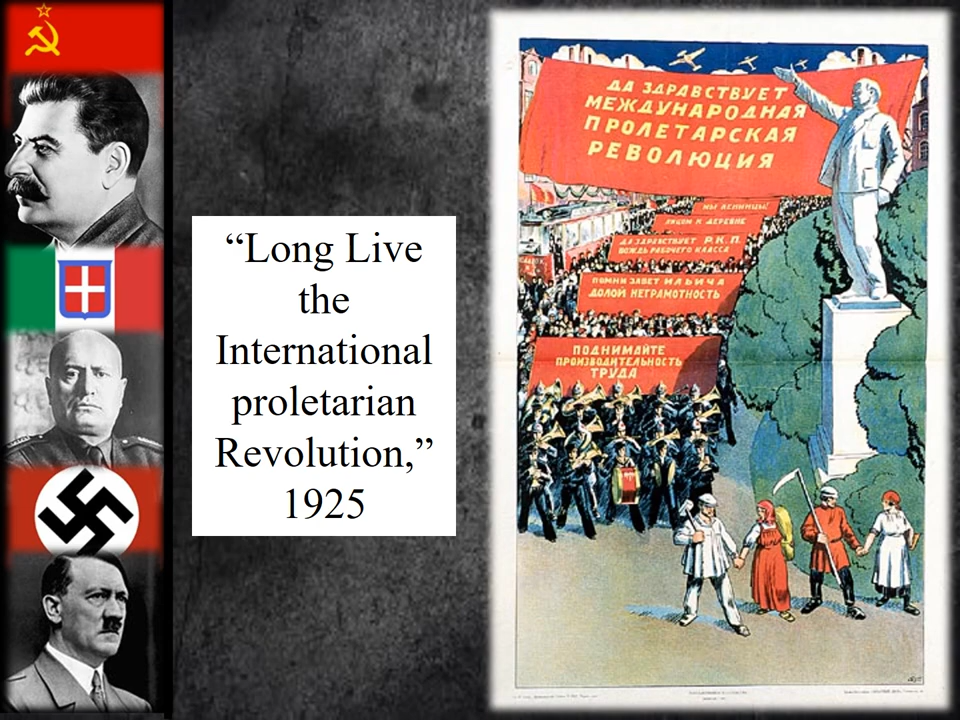 “Long Live
the
International
proletarian
Revolution,”
1925
ДА ЗДРАВСТВУЕТ
МЕЖДУНАРОДНАЯ
ПРОЛЕТАРСКАЯ
РЕВОЛЮЦИЯ
МЫ ЛЕНИНЦЫ!
ЛИЦОМ К ДЕРЕВНЕ
ДА ЗДРАВСТВУЕТ Р.К.П.
ВОЖДЬ РАБОЧЕГО КЛАССА
ПОМНИ ЗАВЕТ ИЛЬИЧА
ДОЛОЙ НЕГРАМОТНОСТЬ
ПОДНИМАЙТЕ
ПРОИЗВОДИТЕЛЬНОСТЬ
ТРУДА